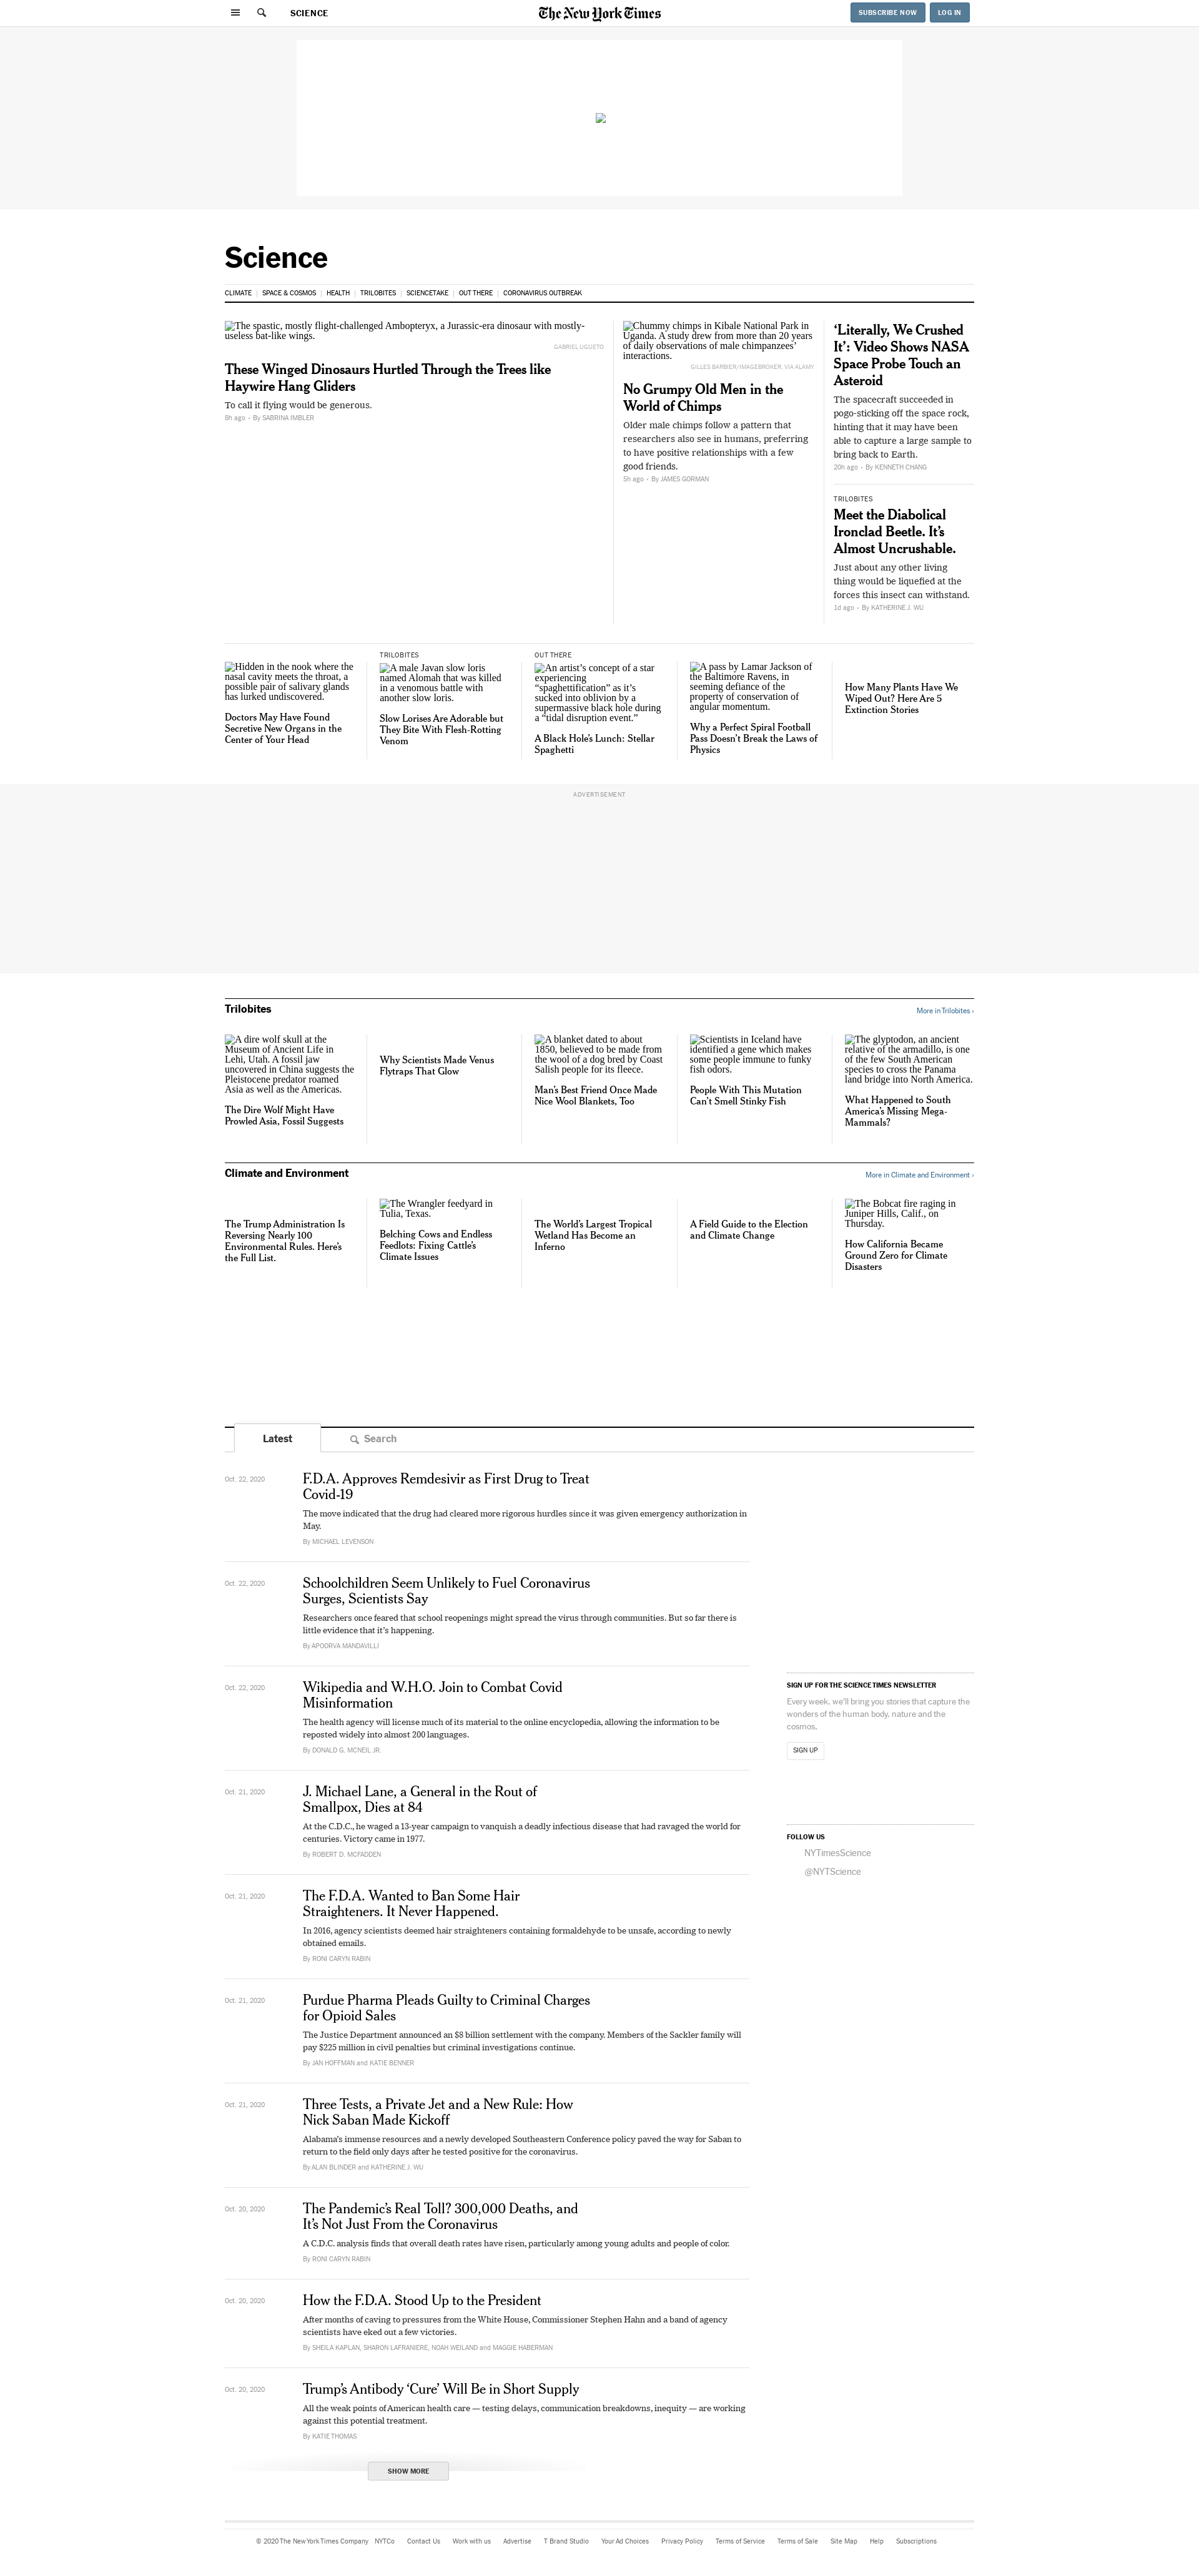 SCIENCE
The New York Times
SUBSCRIBE NOW
LOG IN
Science
CLIMATE | SPACE & COSMOS | HEALTH | TRILOBITES | SCIENCETAKE | OUT THERE | CORONAVIRUS OUTBREAK
The spastic, mostly flight-challenged Ambopteryx, a Jurassic-era dinosaur with mostly-
useless bat-like wings.
GABRIEL UGUETO
These Winged Dinosaurs Hurtled Through the Trees like
Haywire Hang Gliders
To call it flying would be generous.
8h ago • By SABRINA IMBLER
Chummy chimps in Kibale National Park in
Uganda. A study drew from more than 20 years
of daily observations of male chimpanzees’
interactions.
GILLES BARBIER/IMAGEBROKER, VIA ALAMY
No Grumpy Old Men in the
World of Chimps
Older male chimps follow a pattern that
researchers also see in humans, preferring
to have positive relationships with a few
good friends.
5h ago • By JAMES GORMAN
‘Literally, We Crushed
It’: Video Shows NASA
Space Probe Touch an
Asteroid
The spacecraft succeeded in
pogo-sticking off the space rock,
hinting that it may have been
able to capture a large sample to
bring back to Earth.
20h ago • By KENNETH CHANG
TRILOBITES
Meet the Diabolical
Ironclad Beetle. It’s
Almost Uncrushable.
Just about any other living
thing would be liquefied at the
forces this insect can withstand.
1d ago • By KATHERINE J. WU
Hidden in the nook where the
nasal cavity meets the throat, a
possible pair of salivary glands
has lurked undiscovered.
Doctors May Have Found
Secretive New Organs in the
Center of Your Head
TRILOBITES
A male Javan slow loris
named Alomah that was killed
in a venomous battle with
another slow loris.
Slow Lorises Are Adorable but
They Bite With Flesh-Rotting
Venom
OUT THERE
An artist’s concept of a star
experiencing
“spaghettification” as it’s
sucked into oblivion by a
supermassive black hole during
a “tidal disruption event.”
A Black Hole’s Lunch: Stellar
Spaghetti
A pass by Lamar Jackson of
the Baltimore Ravens, in
seeming defiance of the
property of conservation of
angular momentum.
Why a Perfect Spiral Football
Pass Doesn’t Break the Laws of
Physics
How Many Plants Have We
Wiped Out? Here Are 5
Extinction Stories
ADVERTISEMENT
Trilobites
More in Trilobites ›
A dire wolf skull at the
Museum of Ancient Life in
Lehi, Utah. A fossil jaw
uncovered in China suggests the
Pleistocene predator roamed
Asia as well as the Americas.
The Dire Wolf Might Have
Prowled Asia, Fossil Suggests
Why Scientists Made Venus
Flytraps That Glow
A blanket dated to about
1850, believed to be made from
the wool of a dog bred by Coast
Salish people for its fleece.
Man’s Best Friend Once Made
Nice Wool Blankets, Too
Scientists in Iceland have
identified a gene which makes
some people immune to funky
fish odors.
People With This Mutation
Can’t Smell Stinky Fish
The glyptodon, an ancient
relative of the armadillo, is one
of the few South American
species to cross the Panama
land bridge into North America.
What Happened to South
America’s Missing Mega-
Mammals?
Climate and Environment
More in Climate and Environment ›
The Trump Administration Is
Reversing Nearly 100
Environmental Rules. Here’s
the Full List.
The Wrangler feedyard in
Tulia, Texas.
Belching Cows and Endless
Feedlots: Fixing Cattle’s
Climate Issues
The World’s Largest Tropical
Wetland Has Become an
Inferno
A Field Guide to the Election
and Climate Change
The Bobcat fire raging in
Juniper Hills, Calif., on
Thursday.
How California Became
Ground Zero for Climate
Disasters
Latest
Search
Oct. 22, 2020
F.D.A. Approves Remdesivir as First Drug to Treat
Covid-19
The move indicated that the drug had cleared more rigorous hurdles since it was given emergency authorization in
May.
By MICHAEL LEVENSON
Oct. 22, 2020
Schoolchildren Seem Unlikely to Fuel Coronavirus
Surges, Scientists Say
Researchers once feared that school reopenings might spread the virus through communities. But so far there is
little evidence that it’s happening.
By APOORVA MANDAVILLI
Oct. 22, 2020
Wikipedia and W.H.O. Join to Combat Covid
Misinformation
The health agency will license much of its material to the online encyclopedia, allowing the information to be
reposted widely into almost 200 languages.
By DONALD G. MCNEIL JR.
Oct. 21, 2020
J. Michael Lane, a General in the Rout of
Smallpox, Dies at 84
At the C.D.C., he waged a 13-year campaign to vanquish a deadly infectious disease that had ravaged the world for
centuries. Victory came in 1977.
By ROBERT D. MCFADDEN
Oct. 21, 2020
The F.D.A. Wanted to Ban Some Hair
Straighteners. It Never Happened.
In 2016, agency scientists deemed hair straighteners containing formaldehyde to be unsafe, according to newly
obtained emails.
By RONI CARYN RABIN
Oct. 21, 2020
Purdue Pharma Pleads Guilty to Criminal Charges
for Opioid Sales
The Justice Department announced an $8 billion settlement with the company. Members of the Sackler family will
pay $225 million in civil penalties but criminal investigations continue.
By JAN HOFFMAN and KATIE BENNER
Oct. 21, 2020
Three Tests, a Private Jet and a New Rule: How
Nick Saban Made Kickoff
Alabama’s immense resources and a newly developed Southeastern Conference policy paved the way for Saban to
return to the field only days after he tested positive for the coronavirus.
By ALAN BLINDER and KATHERINE J. WU
Oct. 20, 2020
The Pandemic’s Real Toll? 300,000 Deaths, and
It’s Not Just From the Coronavirus
A C.D.C. analysis finds that overall death rates have risen, particularly among young adults and people of color.
By RONI CARYN RABIN
Oct. 20, 2020
How the F.D.A. Stood Up to the President
After months of caving to pressures from the White House, Commissioner Stephen Hahn and a band of agency
scientists have eked out a few victories.
By SHEILA KAPLAN, SHARON LAFRANIERE, NOAH WEILAND and MAGGIE HABERMAN
Oct. 20, 2020
Trump’s Antibody ‘Cure’ Will Be in Short Supply
All the weak points of American health care — testing delays, communication breakdowns, inequity — are working
against this potential treatment.
By KATIE THOMAS
SHOW MORE
SIGN UP FOR THE SCIENCE TIMES NEWSLETTER
Every week, we’ll bring you stories that capture the
wonders of the human body, nature and the
cosmos.
SIGN UP
FOLLOW US
NYTimesScience
@NYTScience
© 2020 The New York Times Company NYTCo Contact Us Work with us Advertise T Brand Studio Your Ad Choices Privacy Policy Terms of Service Terms of Sale Site Map Help Subscriptions